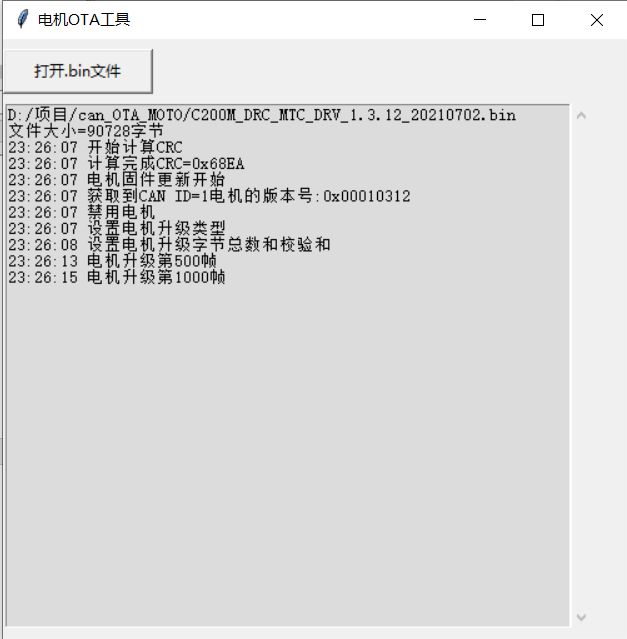 电机OTA工具
打开.bin文件
D:/项目/can_OTA_MOTO/C200M_DRC_MTC_DRV_1.3.12_20210702.bin
文件大小=90728字节
23:26:07 开始计算CRC
23:26:07 计算完成CRC=0x68EA
23:26:07 电机固件更新开始
23:26:07 获取到CAN ID=1电机的版本号:0x00010312
23:26:07 禁用电机
23:26:07 设置电机升级类型
23:26:08 设置电机升级字节总数和校验和
23:26:13 电机升级第500帧
23:26:15 电机升级第1000帧